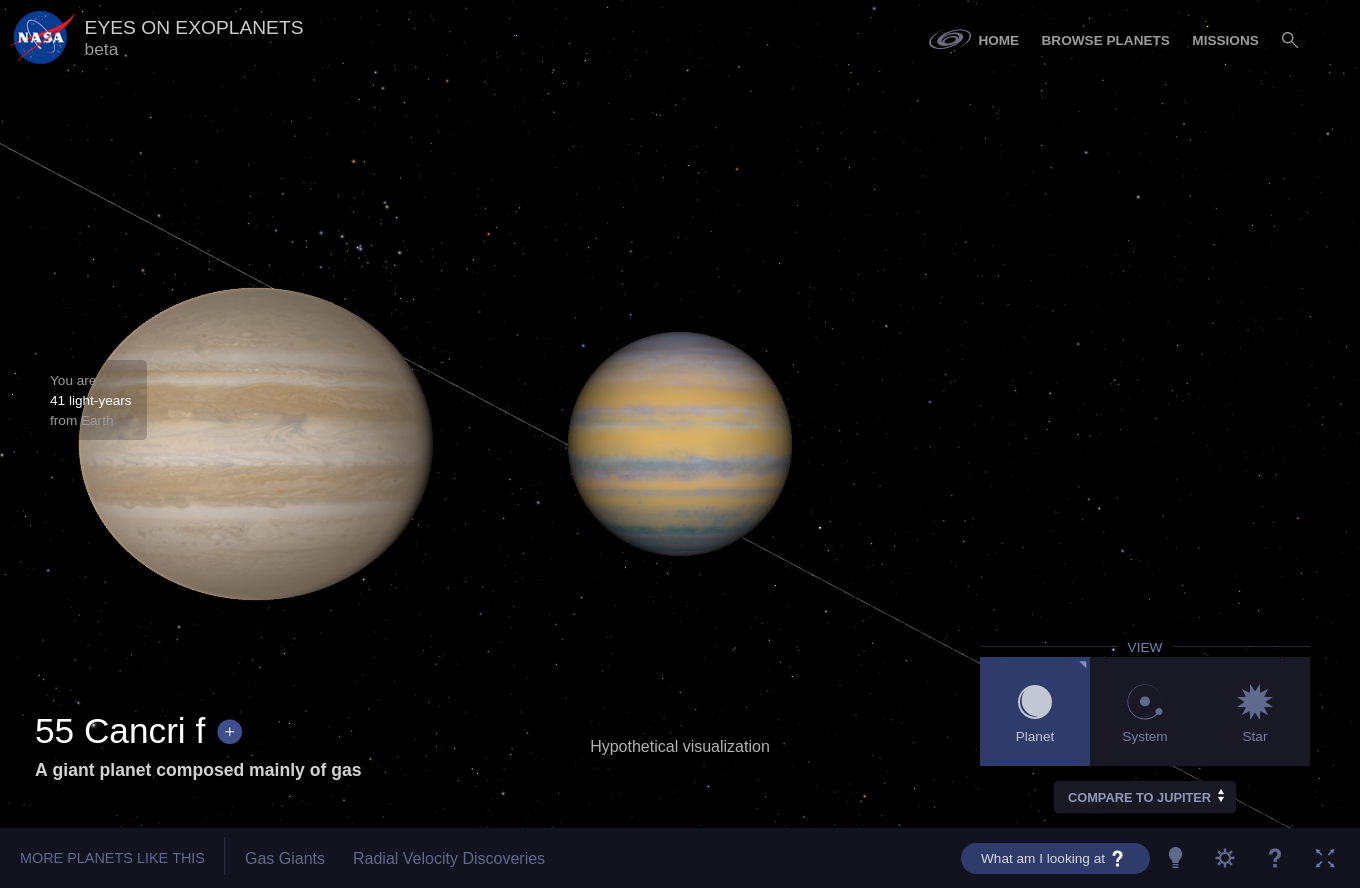 NASA
EYES ON EXOPLANETS
beta
HOME
BROWSE PLANETS
MISSIONS
You are
41 light-years
from Earth
VIEW
Planet
System
Star
55 Cancri f +
A giant planet composed mainly of gas
Hypothetical visualization
COMPARE TO JUPITER
MORE PLANETS LIKE THIS
Gas Giants
Radial Velocity Discoveries
What am I looking at ?
?